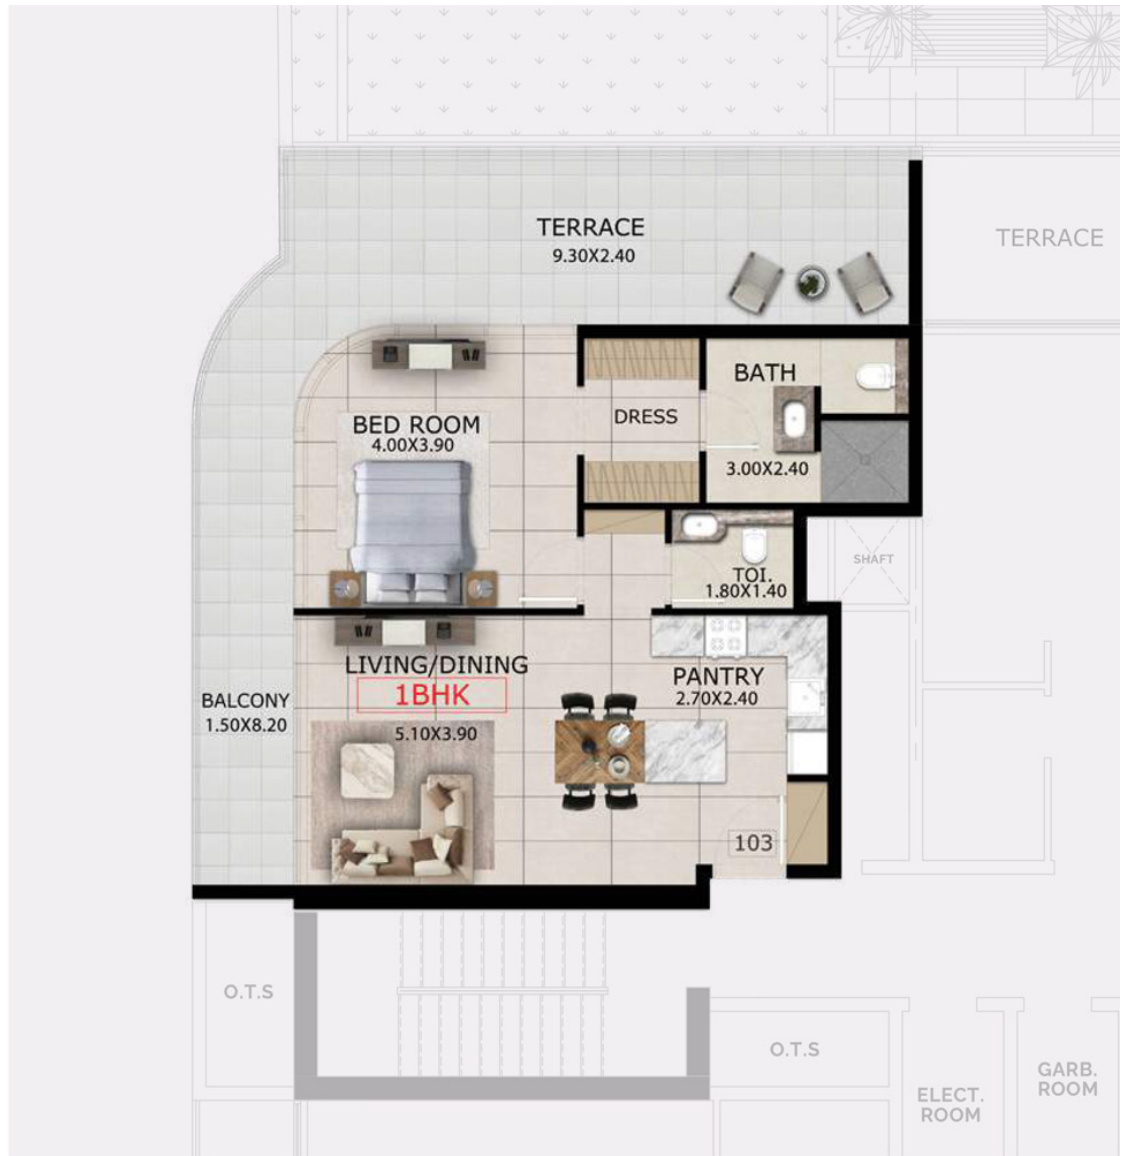 TERRACE
9.30X2.40
TERRACE
BATH
BED ROOM
4.00X3.90
DRESS
3.00X2.40
SHAFT
TOI.
1.80X1.40
LIVING/DINING
1BHK
5.10X3.90
PANTRY
2.70X2.40
BALCONY
1.50X8.20
103
O.T.S
O.T.S
ELECT.
ROOM
GARB.
ROOM